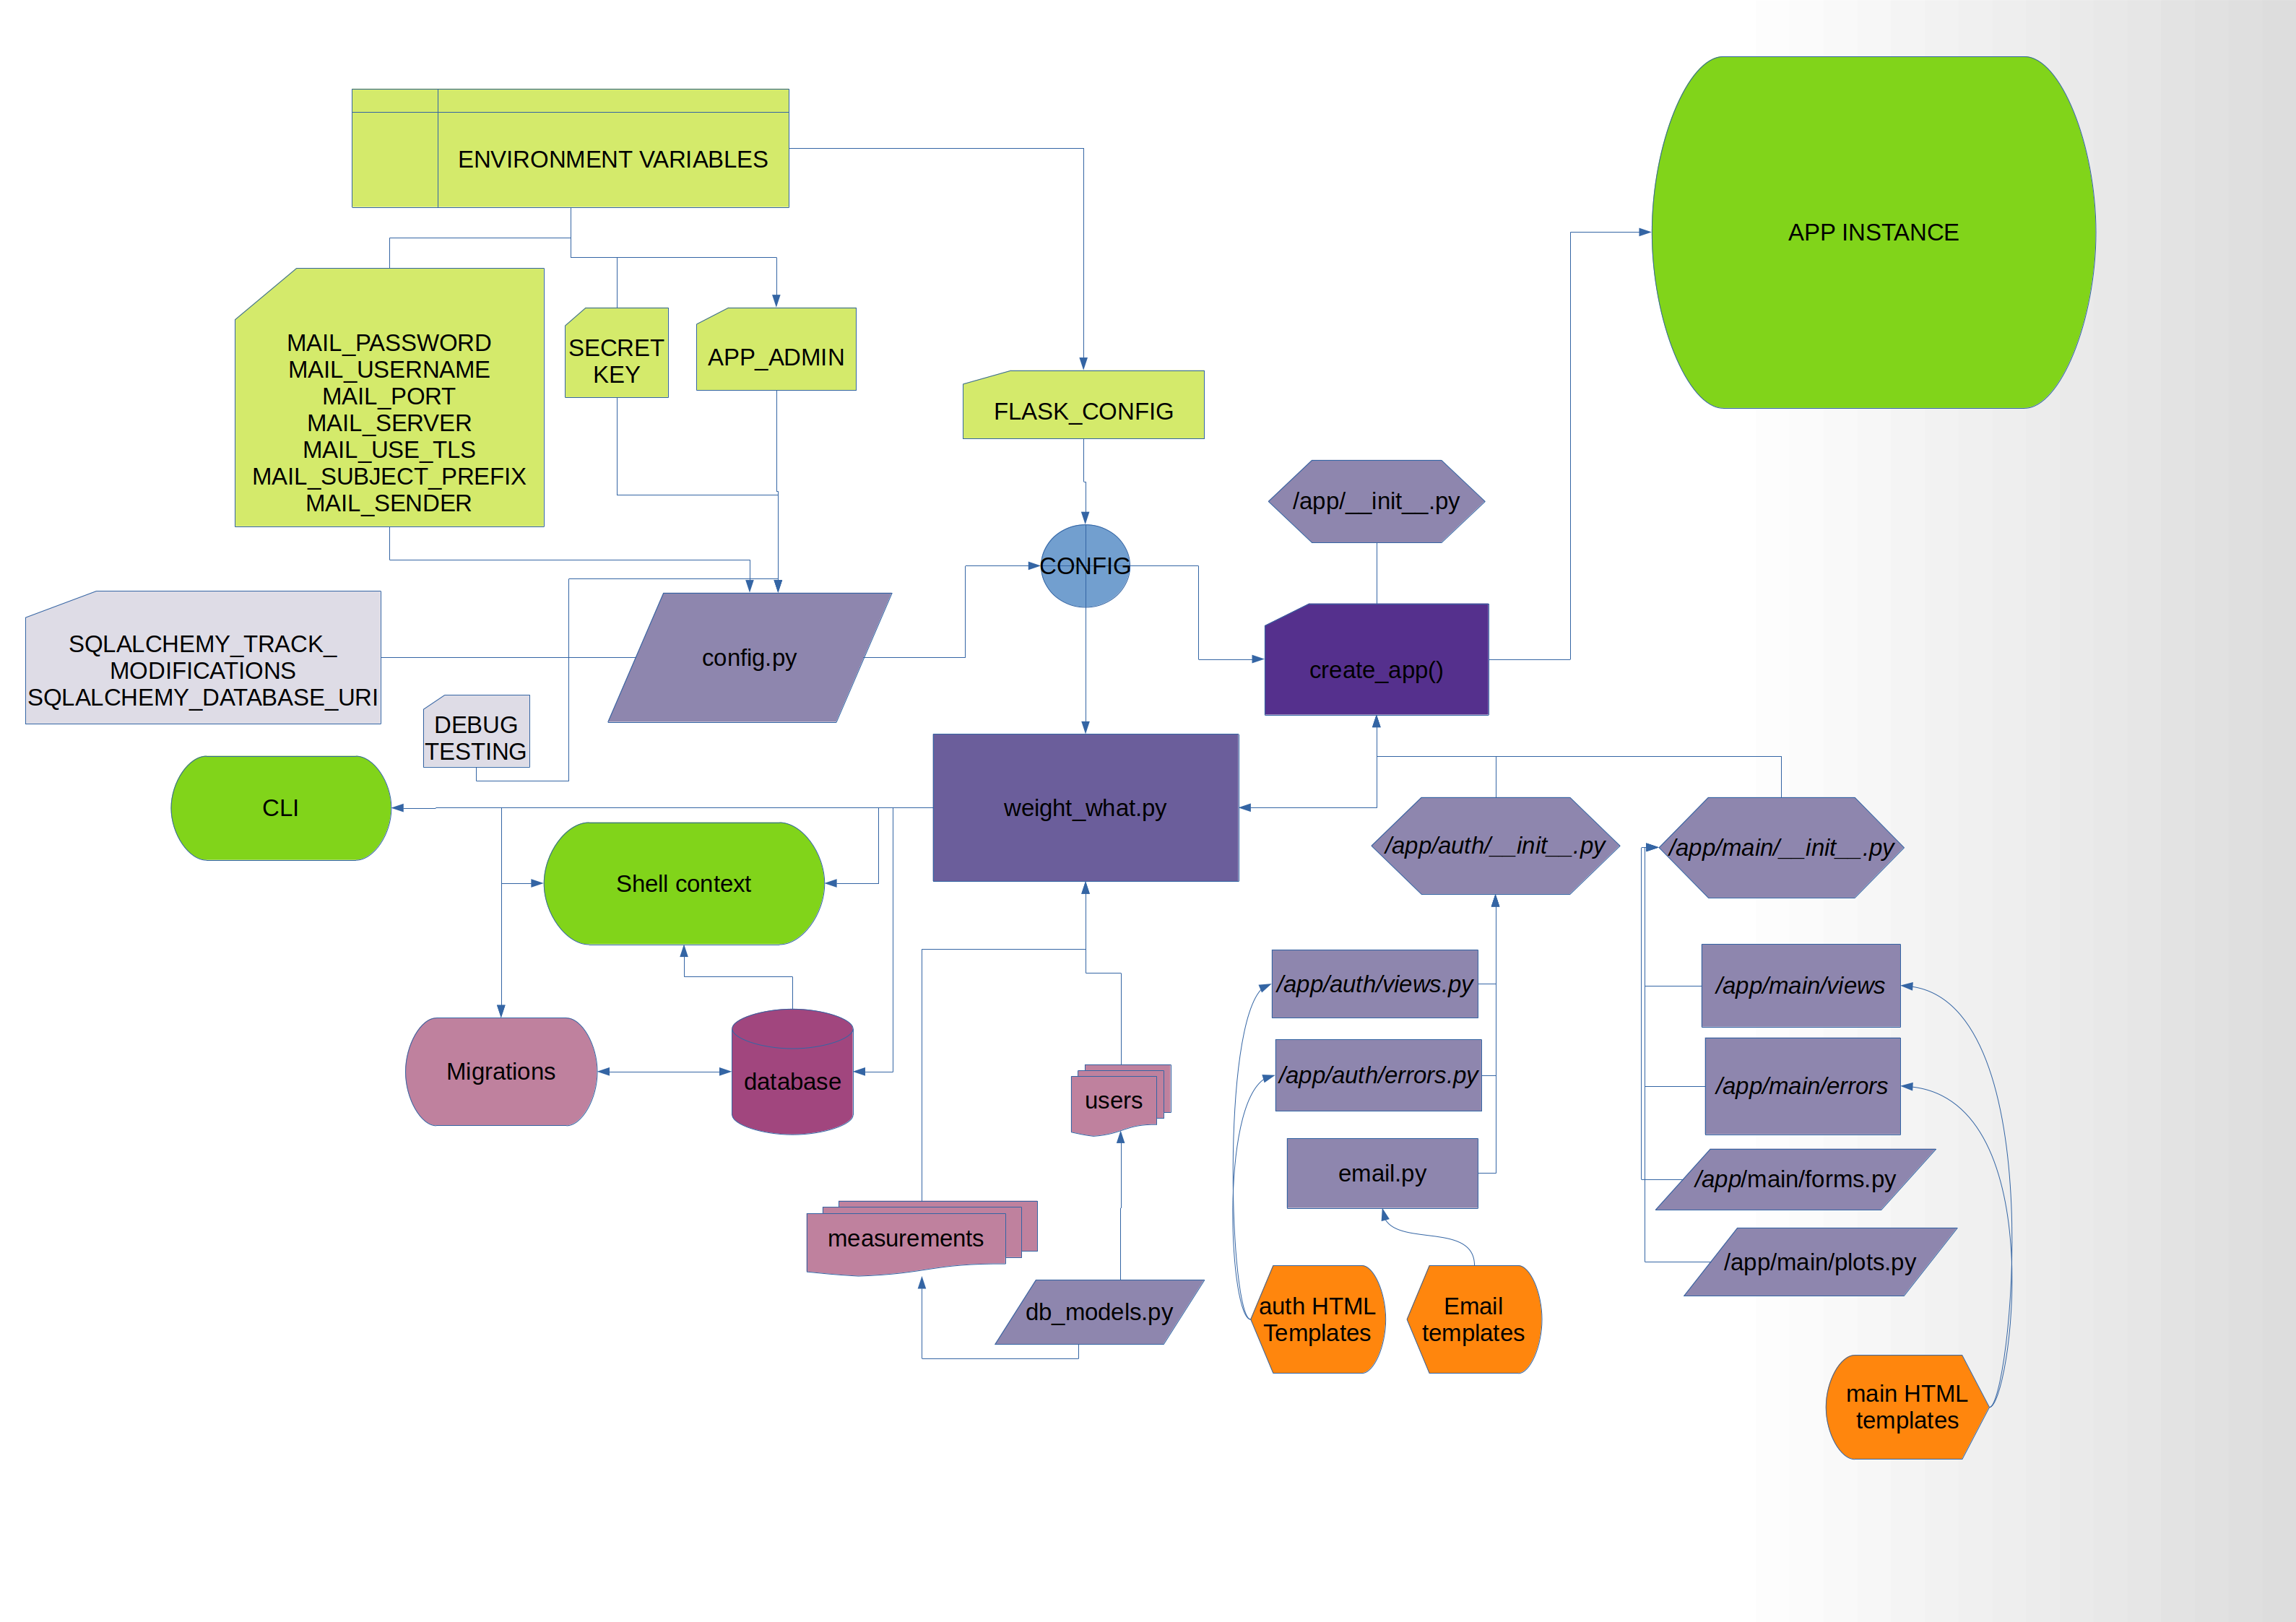 ENVIRONMENT VARIABLES
APP INSTANCE
MAIL_PASSWORD
MAIL_USERNAME
MAIL_PORT
MAIL_SERVER
MAIL_USE_TLS
MAIL_SUBJECT_PREFIX
MAIL_SENDER
SECRET
KEY
APP_ADMIN
FLASK_CONFIG
/app/__init__.py
CONFIG
SQLALCHEMY_TRACK_
MODIFICATIONS
SQLALCHEMY_DATABASE_URI
config.py
create_app()
DEBUG
TESTING
CLI
weight_what.py
/app/auth/__init__.py
/app/main/__init__.py
Shell context
/app/auth/views.py
/app/main/views
Migrations
database
users
/app/auth/errors.py
/app/main/errors
email.py
/app/main/forms.py
measurements
/app/main/plots.py
db_models.py
auth HTML
Templates
Email
templates
main HTML
templates